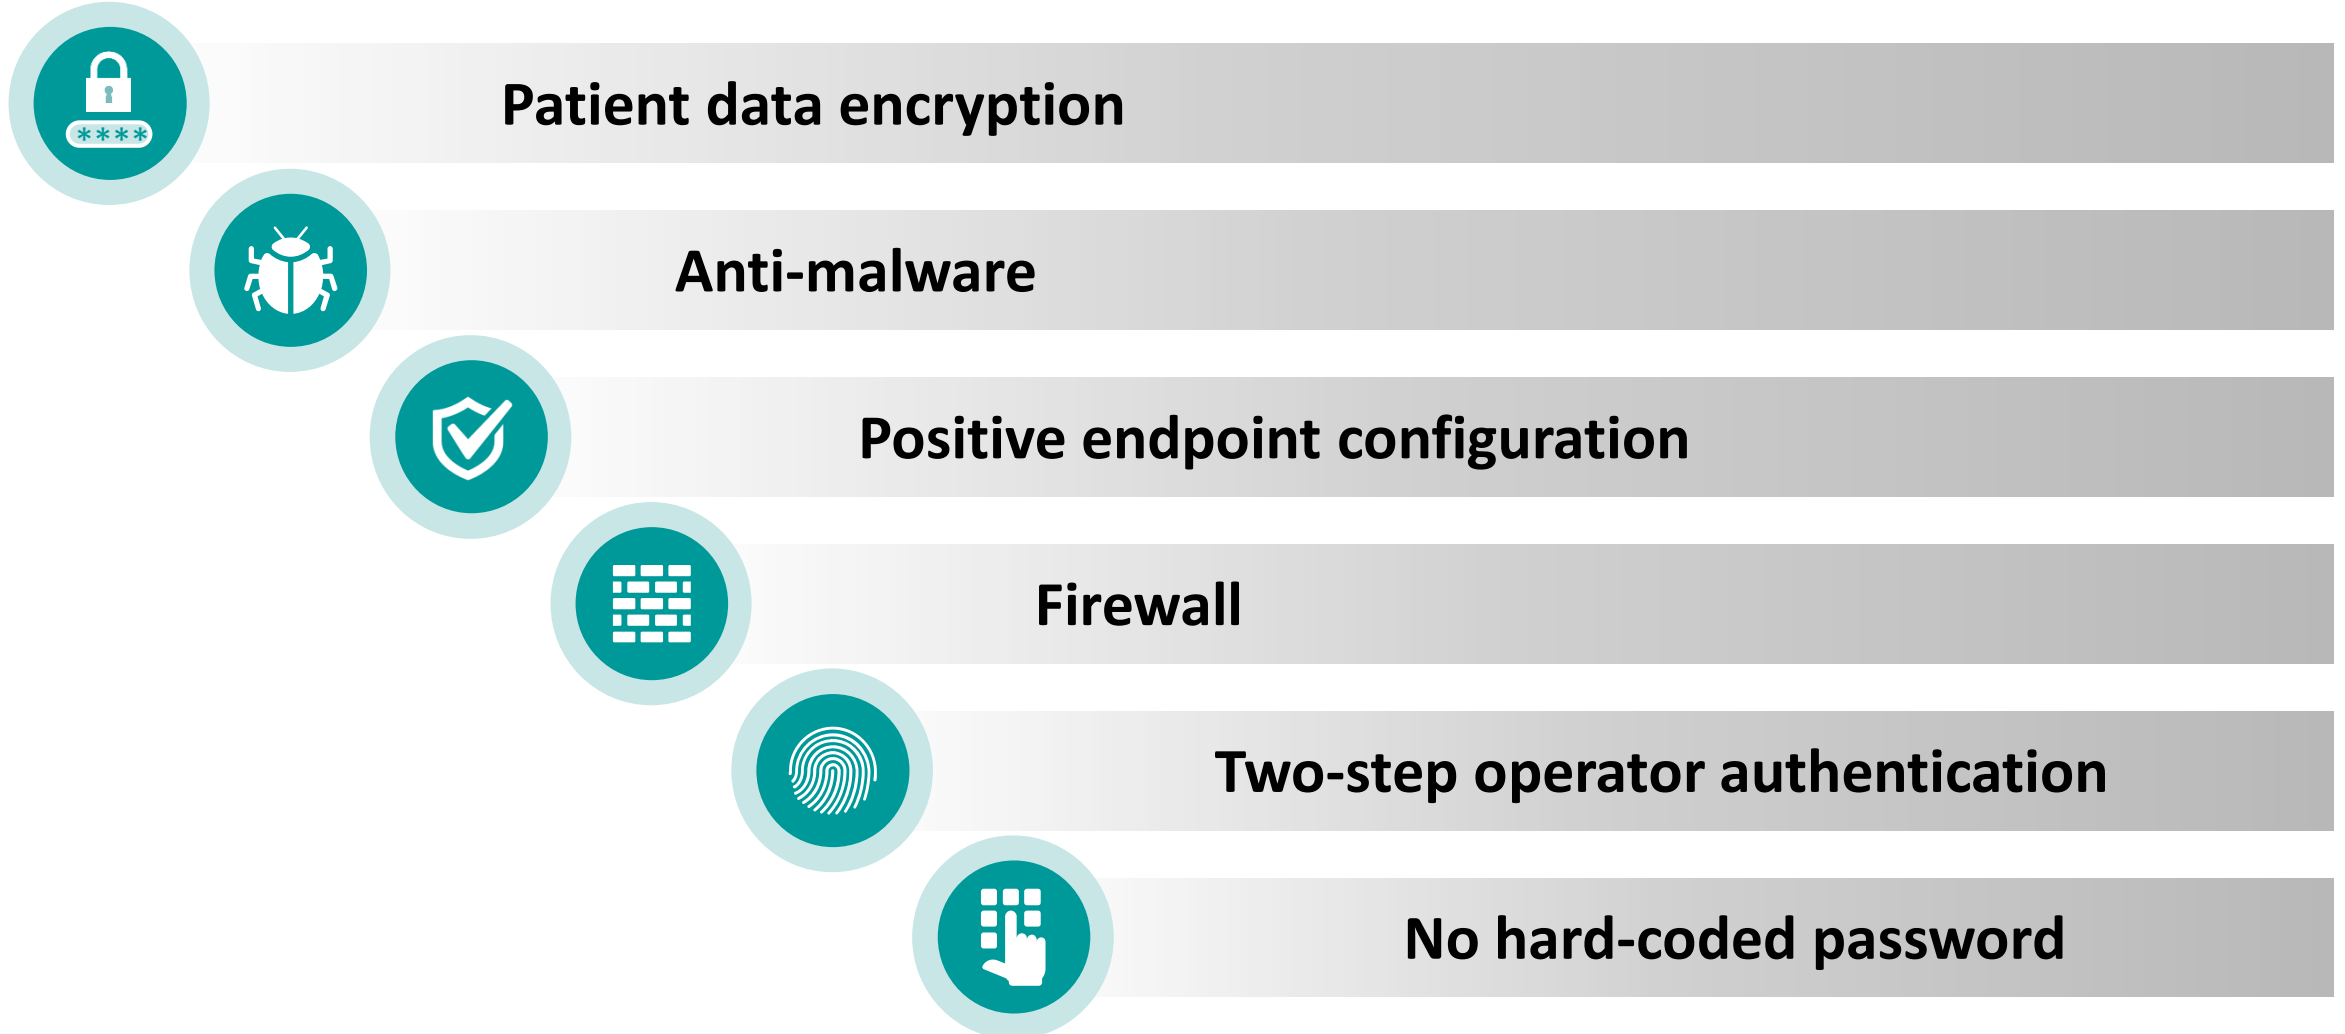 ****
Patient data encryption
Anti-malware
Positive endpoint configuration
Firewall
Two-step operator authentication
No hard-coded password